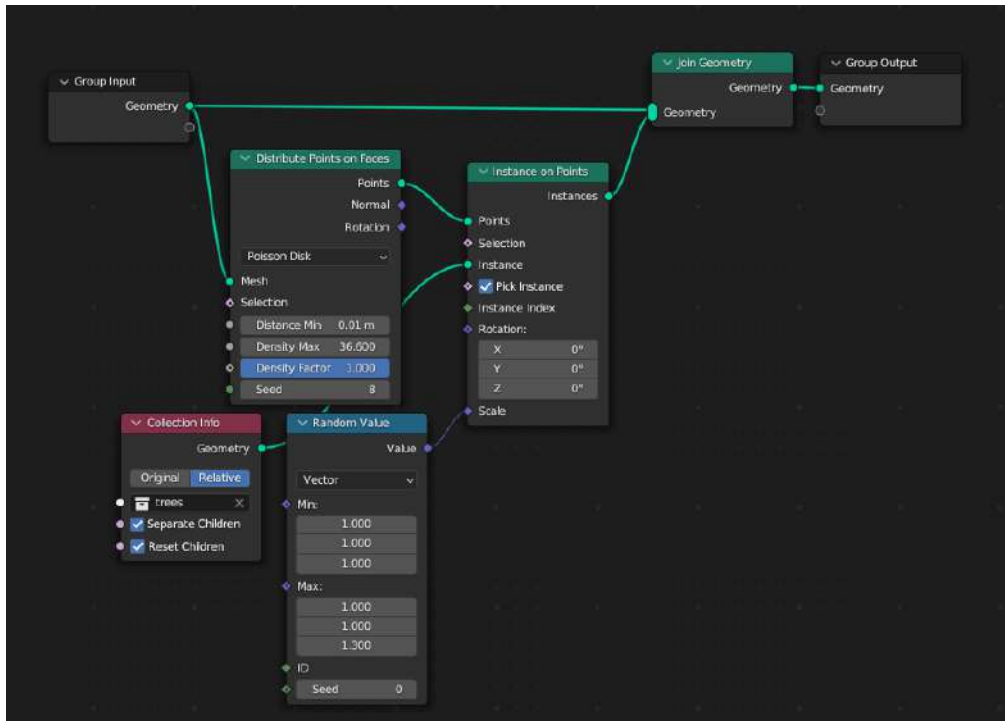 Group Input
Geometry
Join Geometry
Geometry
Geometry
Group Output
Geometry
Distribute Points on Faces
Points
Normal
Rotation
Poisson Disk
Mesh
Selection
Distance Min 0.01 m
Density Max 36.600
Density Factor 1.000
Seed 8
Instance on Points
Instances
Points
Selection
Instance
Pick Instance
Instance Index
Rotation:
X 0°
Y 0°
Z 0°
Scale
Collection Info
Geometry
Original Relative
trees
Separate Children
Reset Children
Random Value
Value
Vector
Min:
1.000
1.000
1.000
Max:
1.000
1.000
1.300
ID
Seed 0